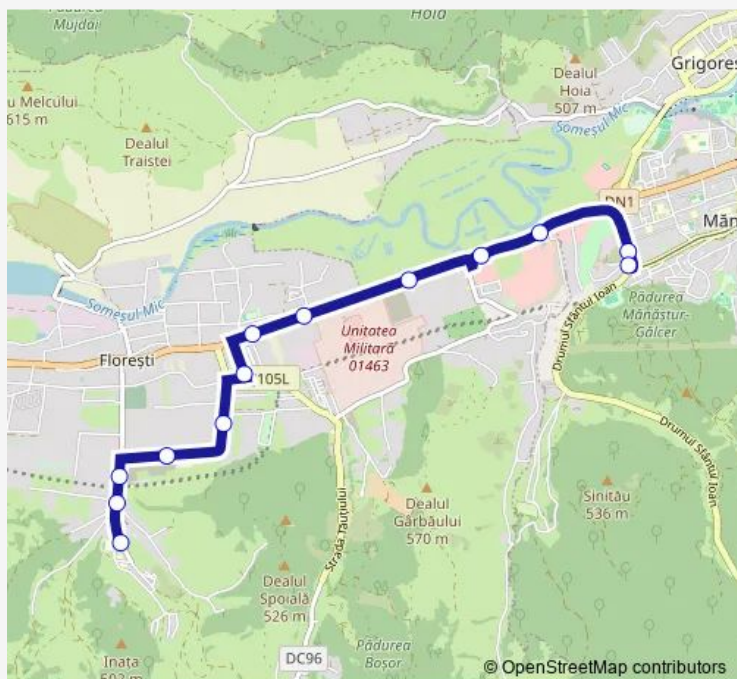 Pădurea
Mujdai
Hoia
Grigores
Dealul
Hoia
507 m
u Melcului
615 m
Dealul
Traistei
Someșul Mic
DN1
Măn
Someșul Mic
Pădurea
Mănăștur-
Gălcer
Drumul Sfântul Ioan
Unitatea
Militară
01463
Florești
105L
Drumul Sfântul Ioan
Sinitău
536 m
Dealul
Gârbăului
570 m
Strada Tăuțiului
Dealul
Spoială
526 m
Pădurea
Boșor
DC96
Inața
© OpenStreetMap contributors